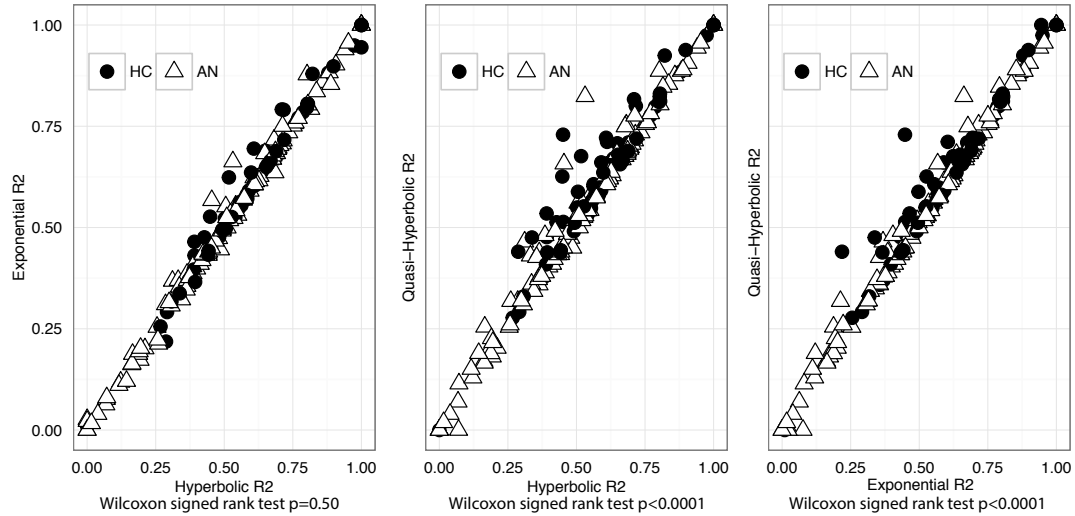 1.00
0.75
0.50
0.25
0.00
Exponential R2
HC AN
0.00 0.25 0.50 0.75 1.00
Hyperbolic R2
Wilcoxon signed rank test p=0.50
Quasi−Hyperbolic R2
HC AN
0.00 0.25 0.50 0.75 1.00
Hyperbolic R2
Wilcoxon signed rank test p<0.0001
Quasi−Hyperbolic R2
HC AN
0.00 0.25 0.50 0.75 1.00
Exponential R2
Wilcoxon signed rank test p<0.0001